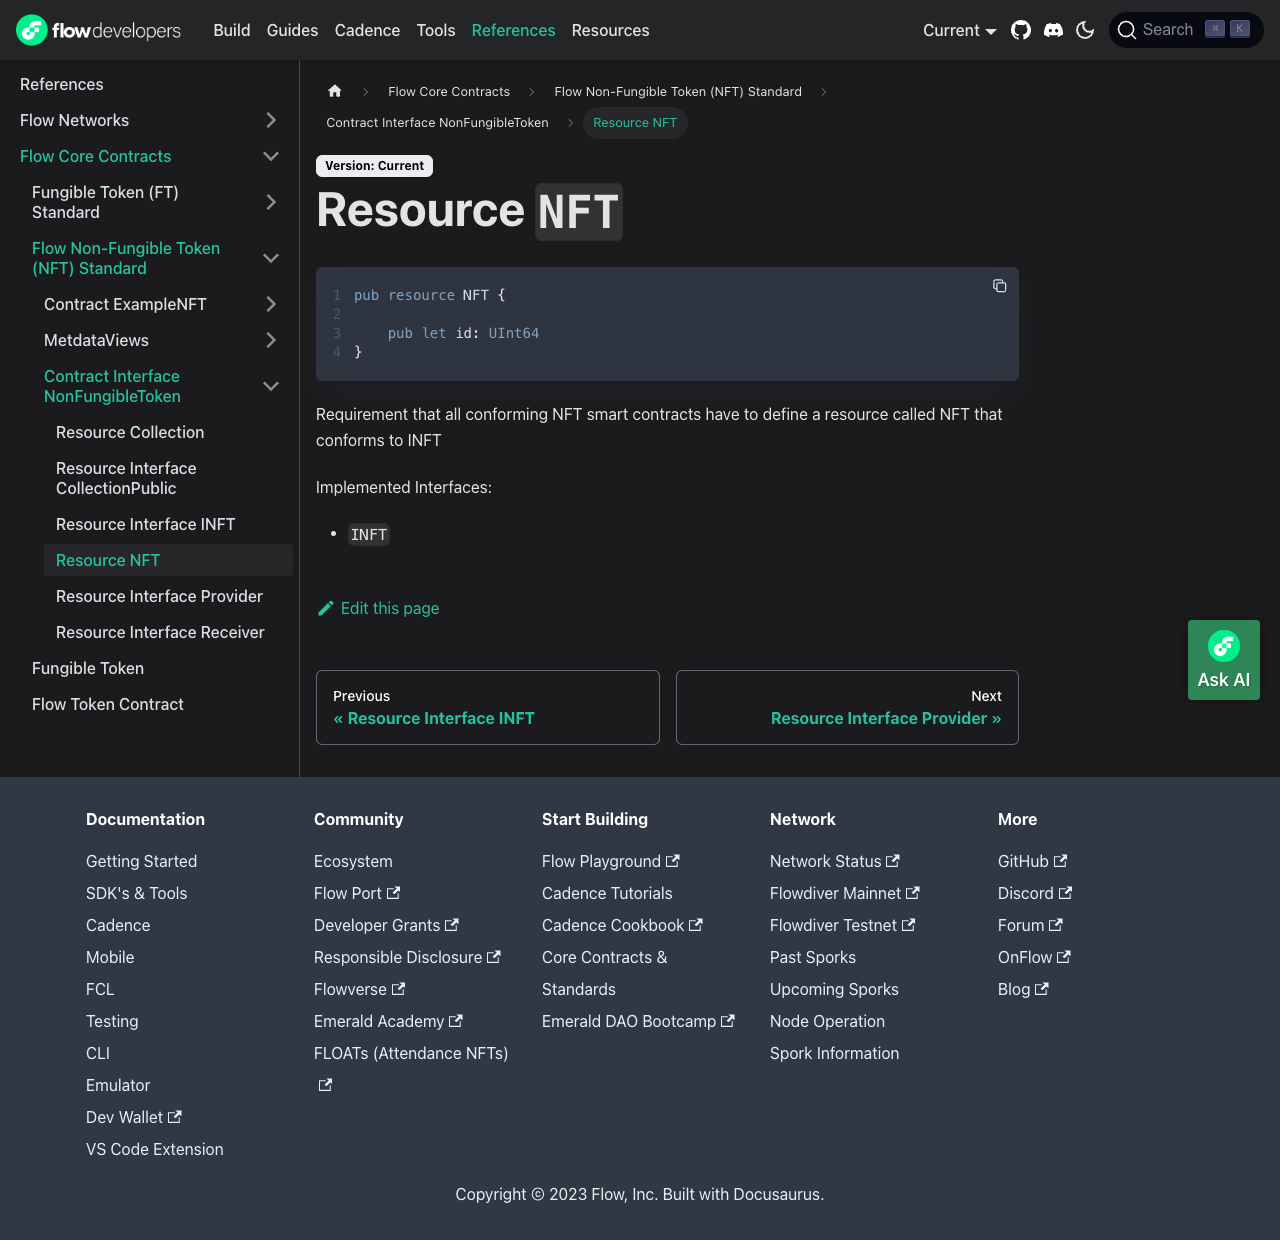 flowdevelopers
Build Guides Cadence Tools References Resources
Current
Search ⌘ K
References
Flow Networks
Flow Core Contracts
Fungible Token (FT)
Standard
Flow Non-Fungible Token
(NFT) Standard
Contract ExampleNFT
MetdataViews
Contract Interface
NonFungibleToken
Resource Collection
Resource Interface
CollectionPublic
Resource Interface INFT
Resource NFT
Resource Interface Provider
Resource Interface Receiver
Fungible Token
Flow Token Contract
Flow Core Contracts
Flow Non-Fungible Token (NFT) Standard
Contract Interface NonFungibleToken
Resource NFT
Version: Current
Resource NFT
1 pub resource NFT {
2
3     pub let id: UInt64
4 }
Requirement that all conforming NFT smart contracts have to define a resource called NFT that
conforms to INFT
Implemented Interfaces:
• INFT
Edit this page
Previous
« Resource Interface INFT
Next
Resource Interface Provider »
Ask AI
Documentation
Getting Started
SDK's & Tools
Cadence
Mobile
FCL
Testing
CLI
Emulator
Dev Wallet
VS Code Extension
Community
Ecosystem
Flow Port
Developer Grants
Responsible Disclosure
Flowverse
Emerald Academy
FLOATs (Attendance NFTs)
Start Building
Flow Playground
Cadence Tutorials
Cadence Cookbook
Core Contracts &
Standards
Emerald DAO Bootcamp
Network
Network Status
Flowdiver Mainnet
Flowdiver Testnet
Past Sporks
Upcoming Sporks
Node Operation
Spork Information
More
GitHub
Discord
Forum
OnFlow
Blog
Copyright © 2023 Flow, Inc. Built with Docusaurus.